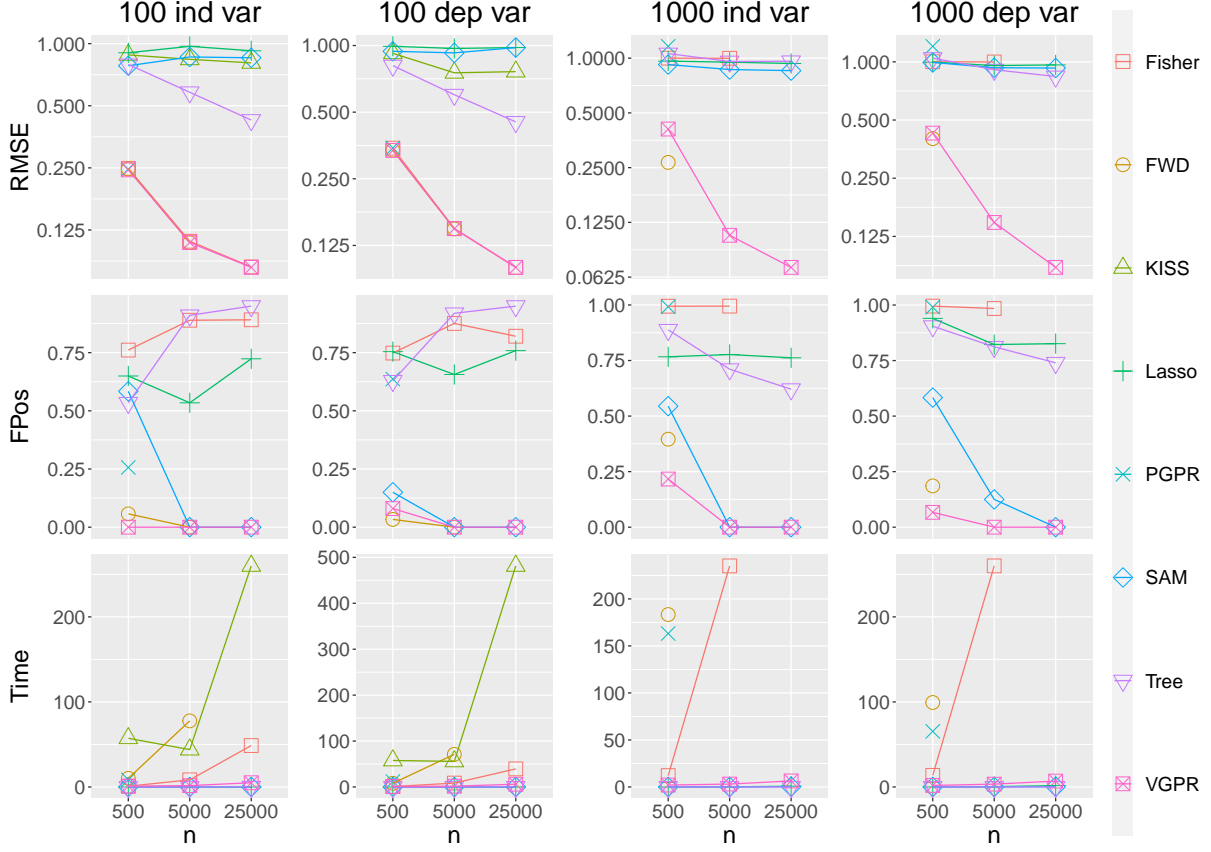 100 ind var
100 dep var
1000 ind var
1000 dep var
RMSE
1.000
0.500
0.250
0.125
1.000
0.500
0.250
0.125
1.0000
0.5000
0.2500
0.1250
0.0625
1.000
0.500
0.250
0.125
FPos
0.75
0.50
0.25
0.00
0.75
0.50
0.25
0.00
1.00
0.75
0.50
0.25
0.00
1.00
0.75
0.50
0.25
0.00
Time
200
100
0
500
400
300
200
100
0
200
150
100
50
0
200
100
0
500 5000 25000
500 5000 25000
500 5000 25000
500 5000 25000
n
n
n
n
Fisher
FWD
KISS
Lasso
PGPR
SAM
Tree
VGPR